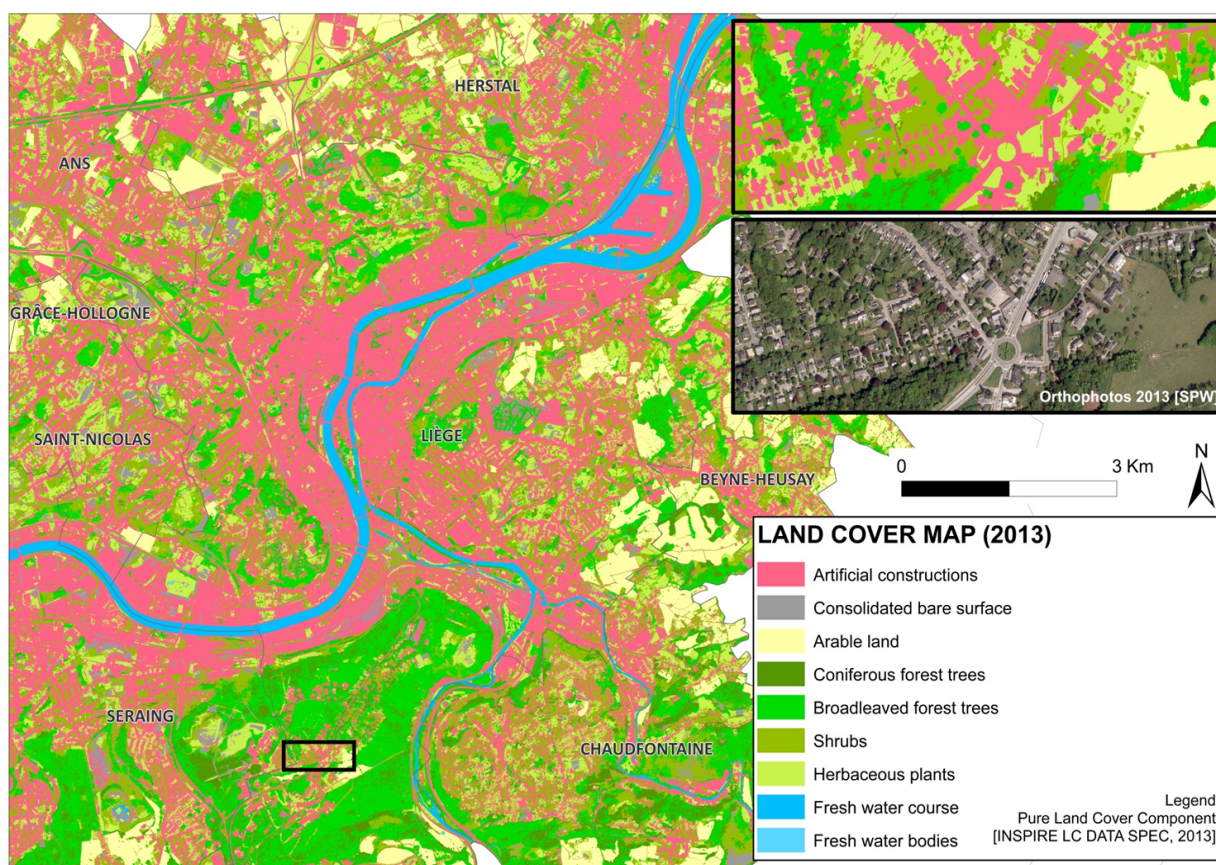 HERSTAL
ANS
GRÂCE-HOLLOGNE
SAINT-NICOLAS
LIÈGE
BEYNE-HEUSAY
SERAING
CHAUDFONTAINE
Orthophotos 2013 [SPW]
0 3 Km
N
LAND COVER MAP (2013)
Artificial constructions
Consolidated bare surface
Arable land
Coniferous forest trees
Broadleaved forest trees
Shrubs
Herbaceous plants
Fresh water course
Fresh water bodies
Legend
Pure Land Cover Component
[INSPIRE LC DATA SPEC, 2013]